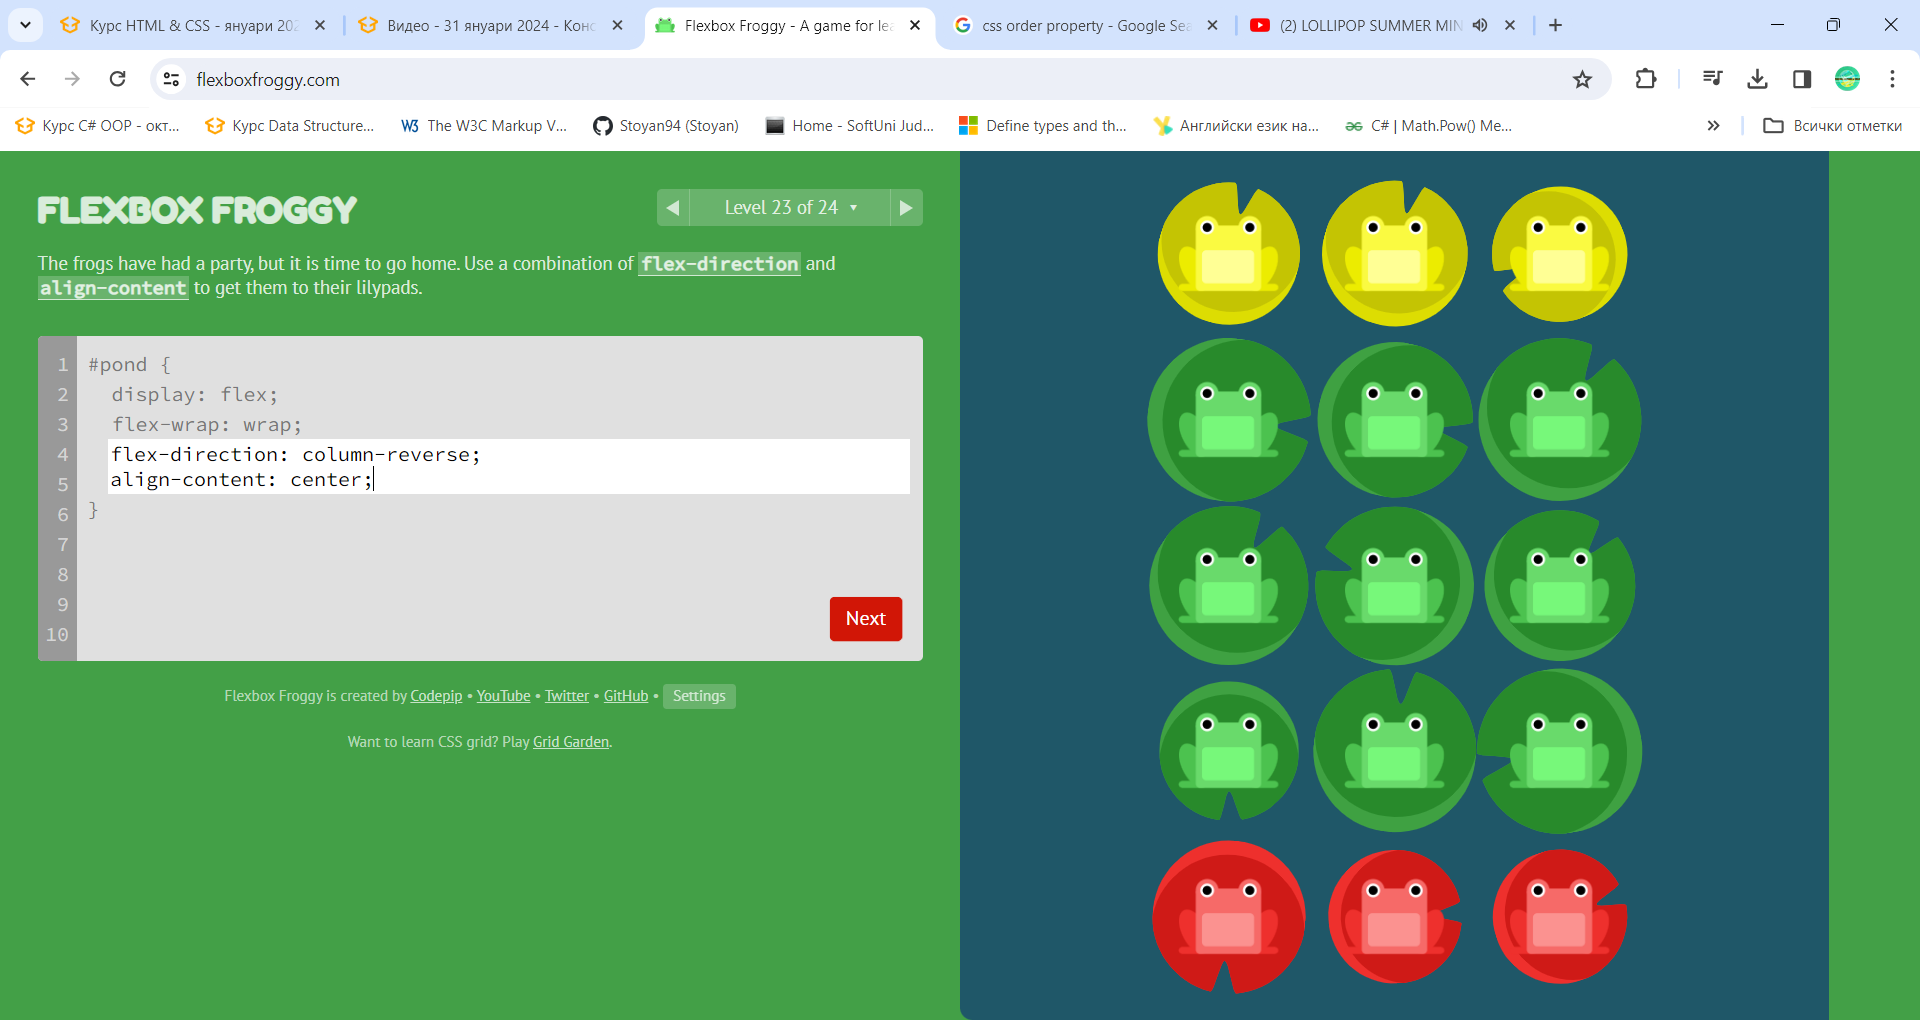 Курс HTML & CSS - януари 202
Видео - 31 януари 2024 - Конс
Flexbox Froggy - A game for lea
css order property - Google Sea
(2) LOLLIPOP SUMMER MIN
flexboxfroggy.com
Курс C# OOP - окт...
Курс Data Structure...
W3 The W3C Markup V...
Stoyan94 (Stoyan)
Home - SoftUni Jud...
Define types and th...
Английски език на...
C# | Math.Pow() Me...
Всички отметки
FLEXBOX FROGGY
Level 23 of 24
The frogs have had a party, but it is time to go home. Use a combination of flex-direction and
align-content to get them to their lilypads.
1 #pond {
2 display: flex;
3 flex-wrap: wrap;
4 flex-direction: column-reverse;
5 align-content: center;
6 }
7
8
9
10
Next
Flexbox Froggy is created by Codepip • YouTube • Twitter • GitHub • Settings
Want to learn CSS grid? Play Grid Garden.